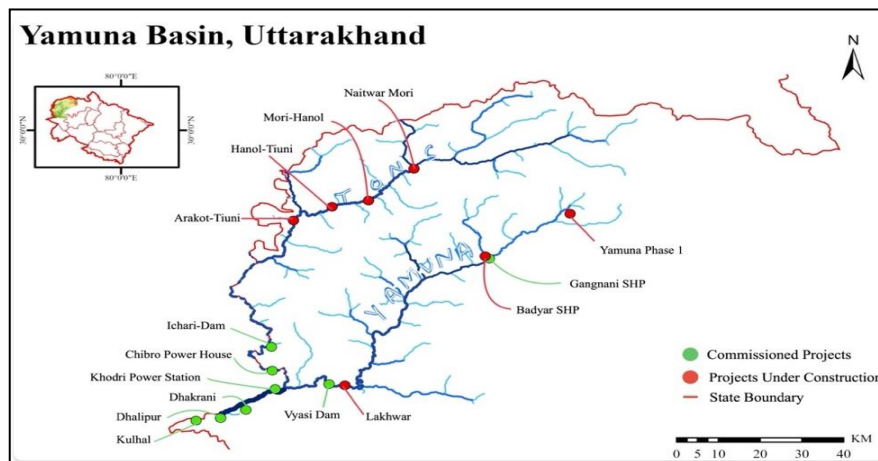 Yamuna Basin, Uttarakhand
N
80°0'0"E
30°0'0"N
30°0'0"N
80°0'0"E
Naitwar Mori
Mori-Hanol
Hanol-Tiuni
TONS
Arakot-Tiuni
Yamuna Phase 1
YAMUNA
Gangnani SHP
Badyar SHP
Ichari-Dam
Chibro Power House
Khodri Power Station
Dhakrani
Dhalipur
Kulhal
Vyasi Dam
Lakhwar
Commissioned Projects
Projects Under Construction
State Boundary
KM
0 5 10 20 30 40